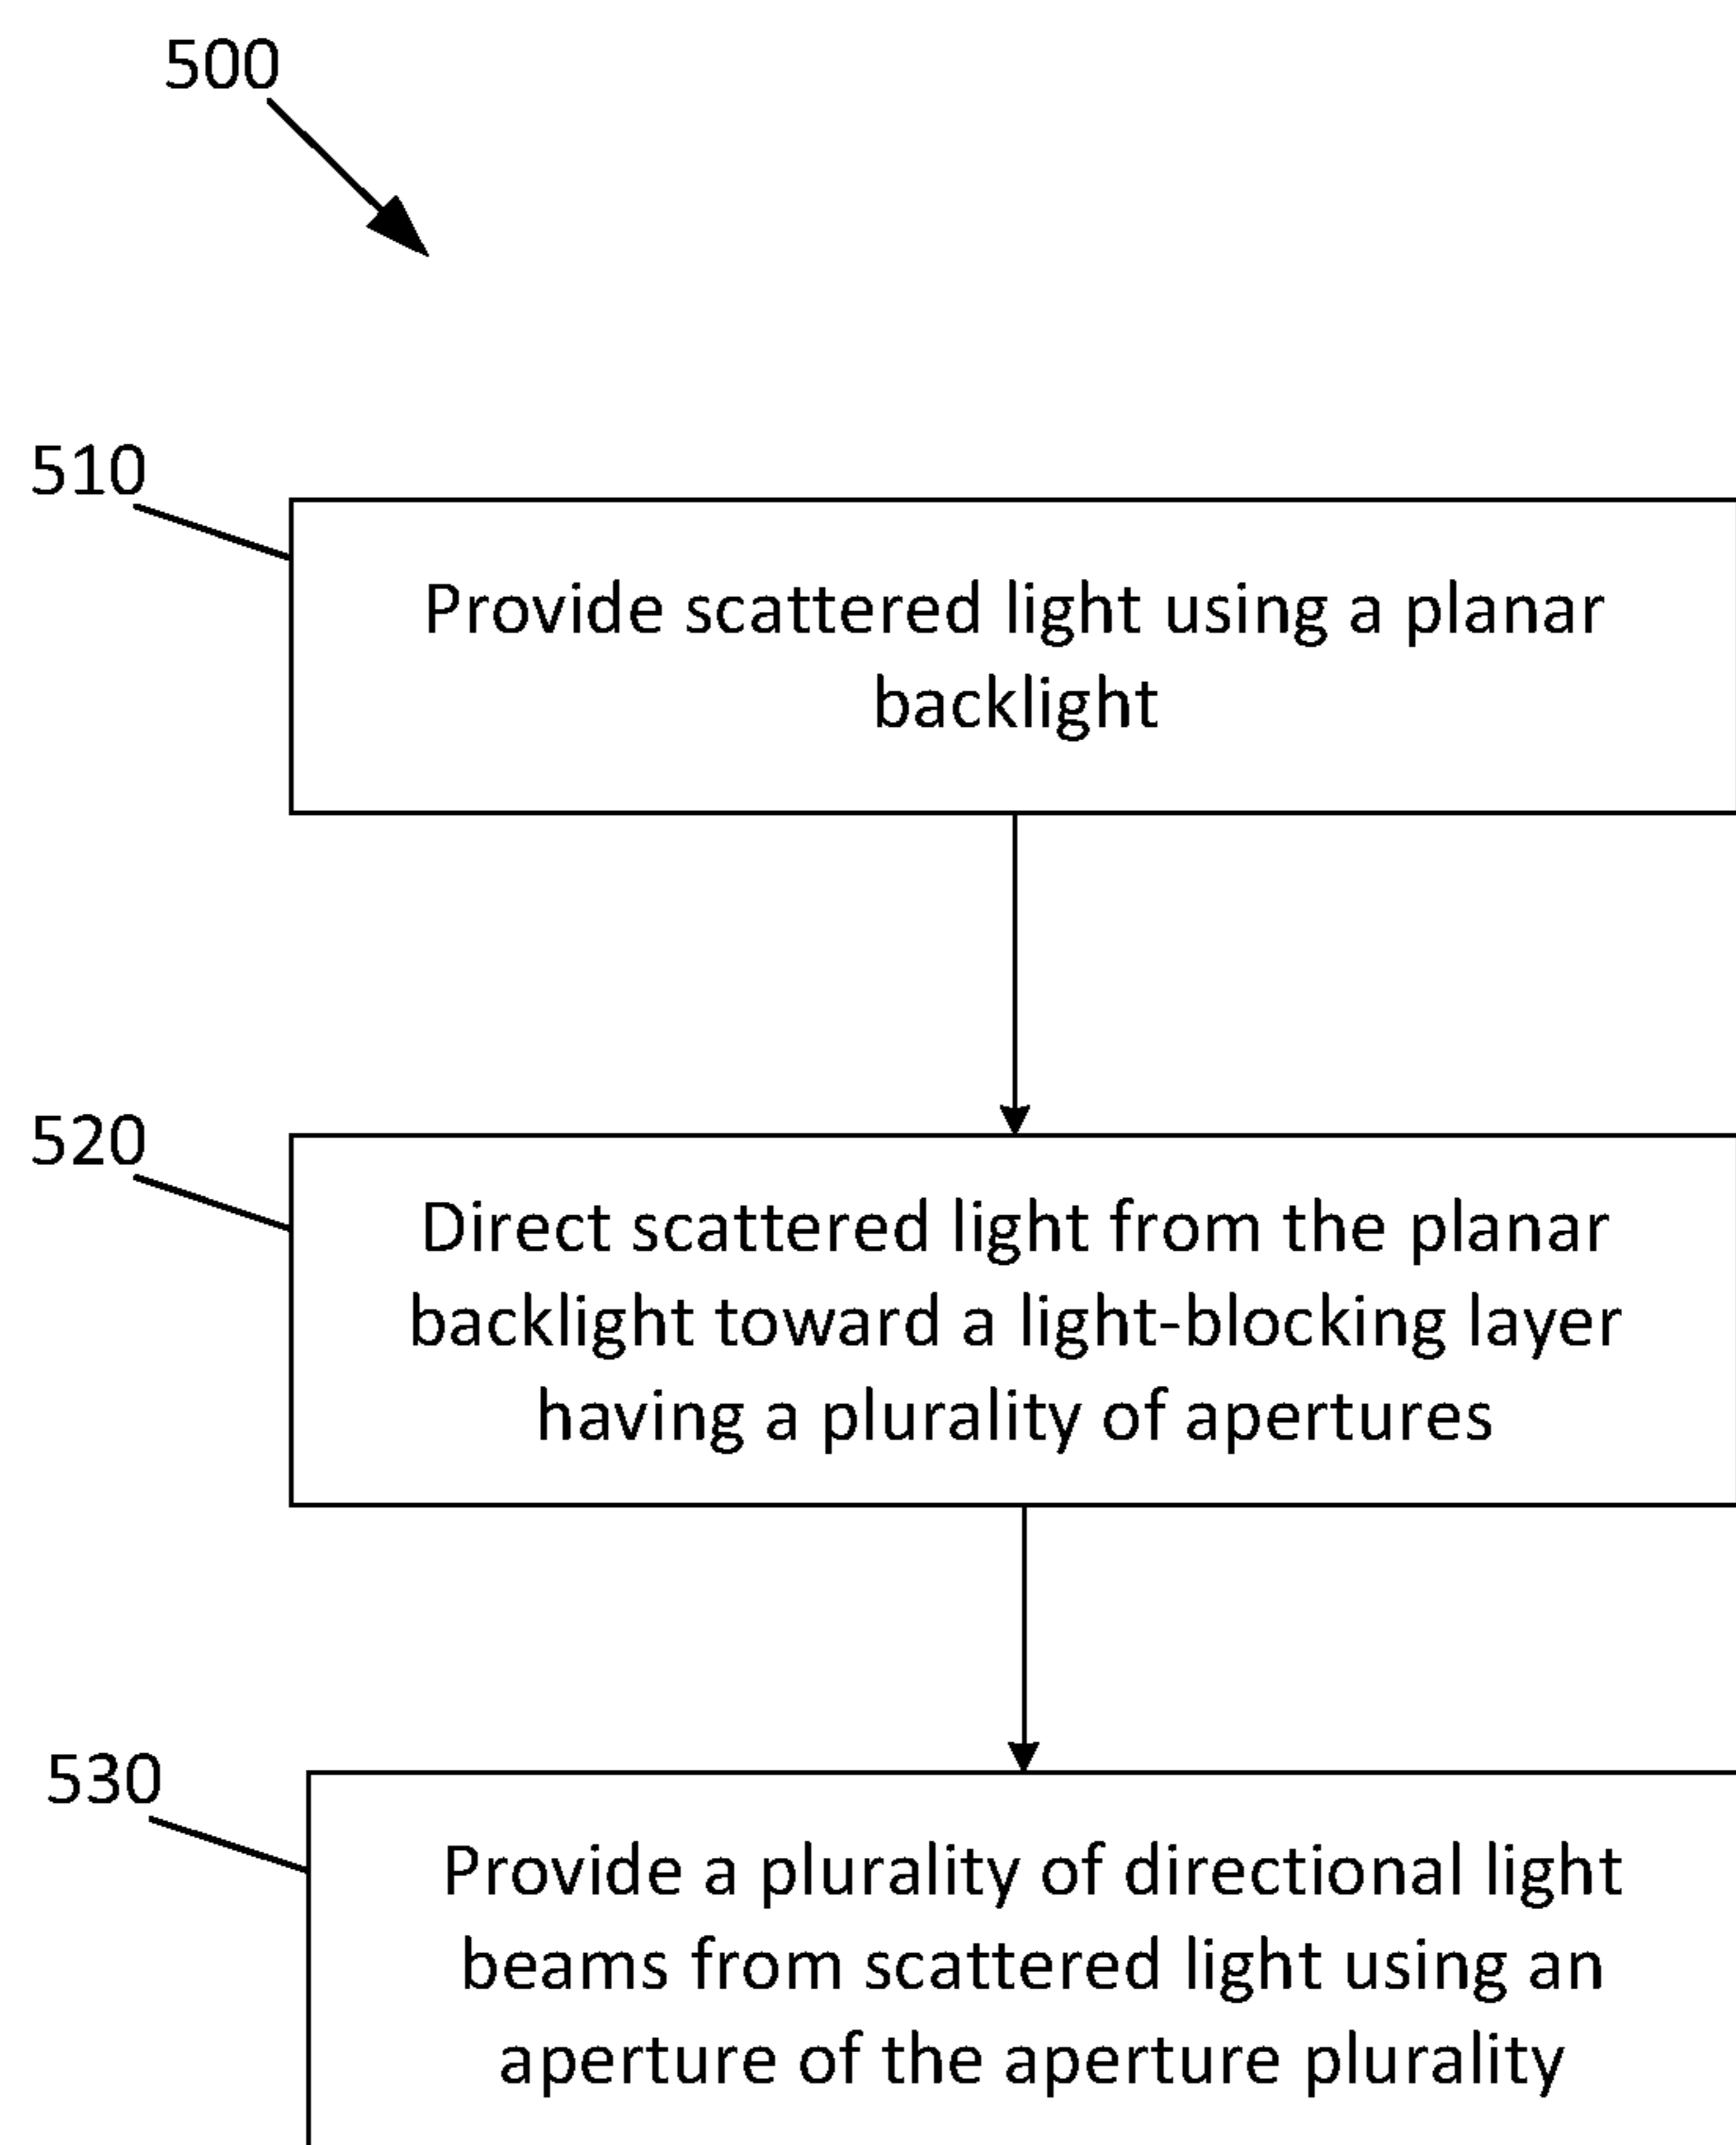 500
510
Provide scattered light using a planar
backlight
520
Direct scattered light from the planar
backlight toward a light-blocking layer
having a plurality of apertures
530
Provide a plurality of directional light
beams from scattered light using an
aperture of the aperture plurality